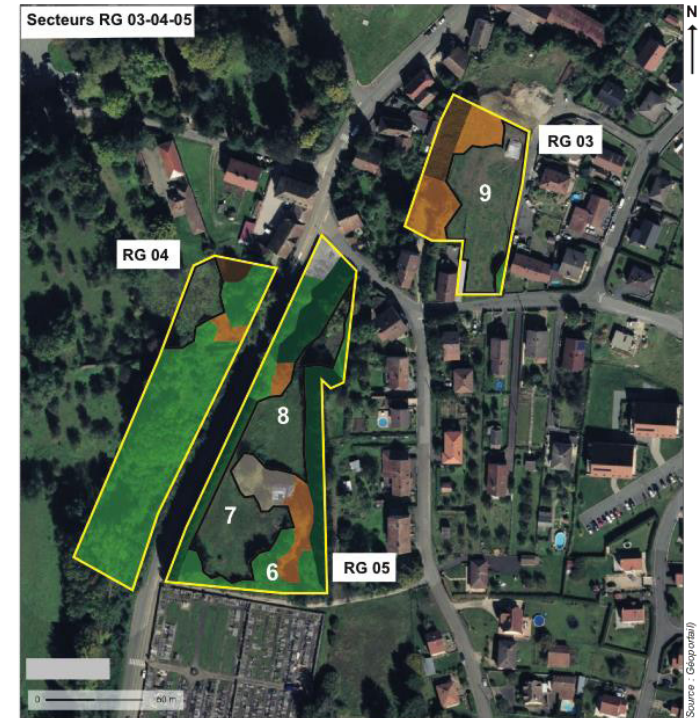 Secteurs RG 03-04-05
N
RG 03
9
RG 04
8
7
6
RG 05
0 60 m
Source : Géoportail)